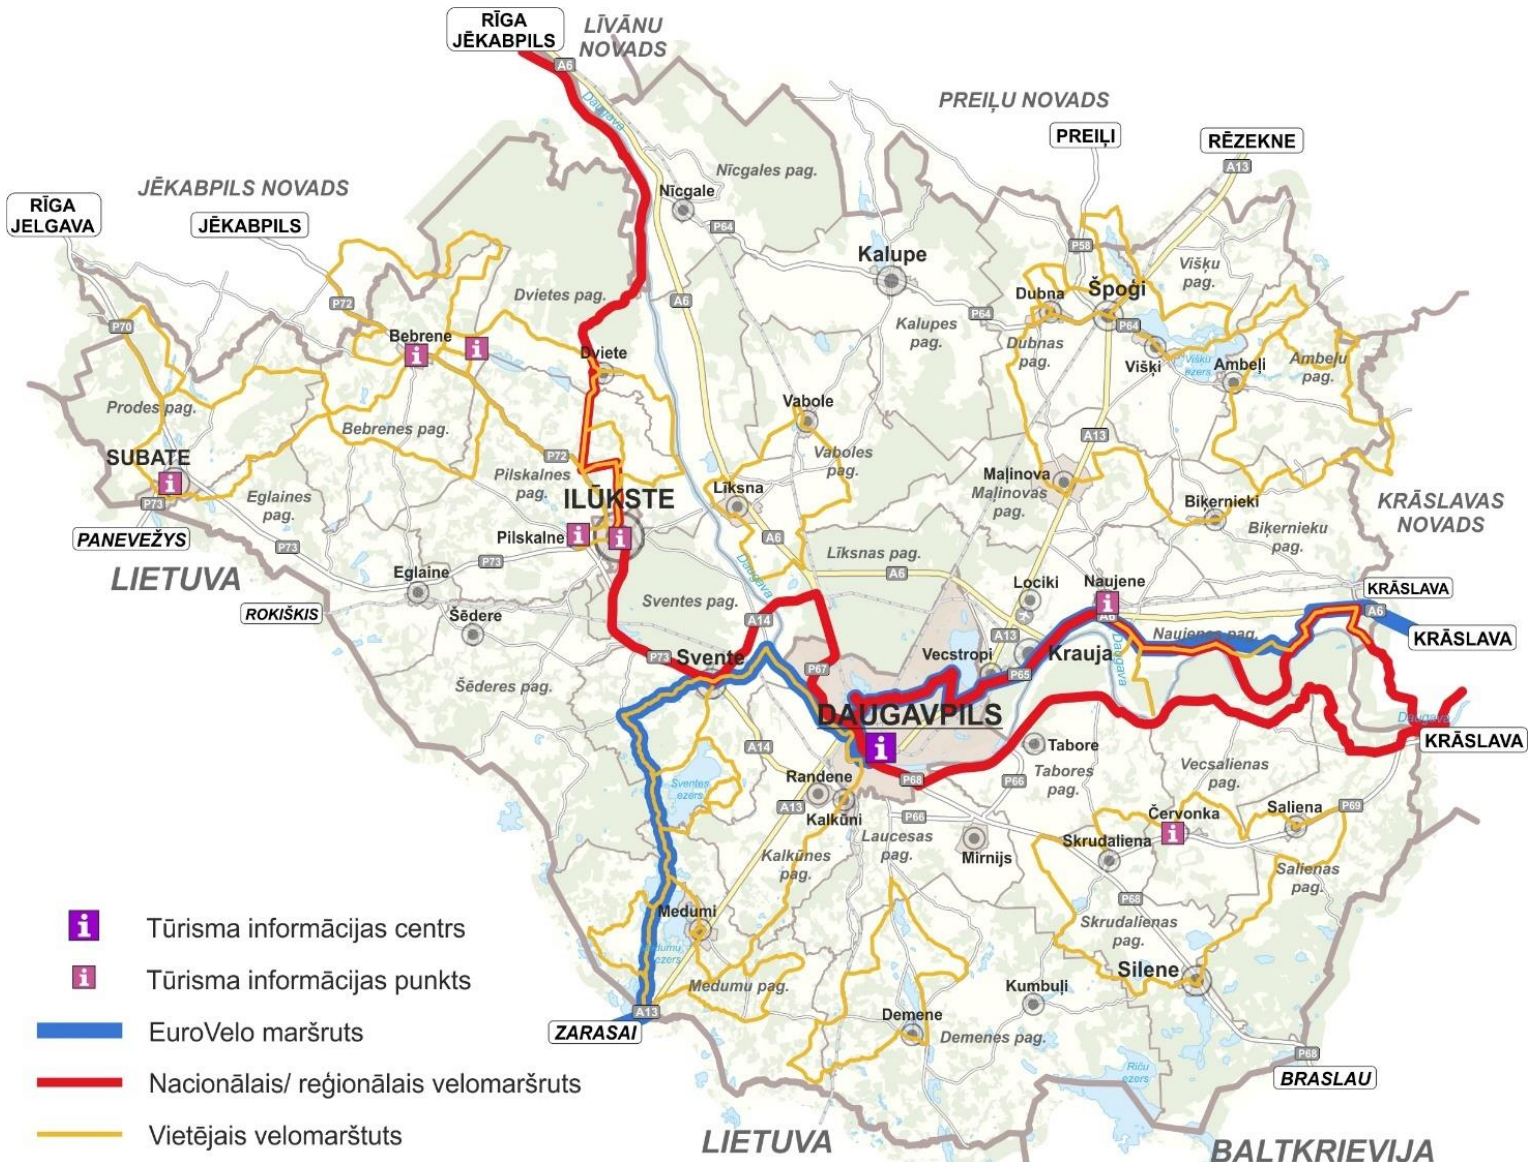 RĪGA
JĒKABPILS
LĪVĀNU
NOVADS
A6
Daugava
PREIĻU NOVADS
PREIĻI
RĒZEKNE
A13
JĒKABPILS NOVADS
RĪGA
JELGAVA
JĒKABPILS
Nīcgales pag.
Nīcgale
P64
P58
Kalupe
Višķu
pag.
Dvietes pag.
A6
P72
P70
Dubna
Špoģi
P64
P64
Kalupes
pag.
Dubnas
pag.
Bebrene
Dviete
Višķi
Višķu
ezers
Ambeļi
Ambeļu
pag.
Prodes pag.
Bebrenes pag.
Vabole
Vaboles
pag.
A13
SUBATE
P72
Pilskalnes
pag.
ILŪKSTE
Līksna
Maļinova
Maļinovas
pag.
Biķernieki
Biķernieku
pag.
KRĀSLAVAS
NOVADS
Eglaines
pag.
P73
PANEVEŽYS
P73
Pilskalne
P73
A6
Līksnas pag.
A6
LIETUVA
Eglaine
Daugava
Lociki
Naujene
KRĀSLAVA
ROKIŠKIS
Šēdere
Sventes pag.
A14
A13
A6
Naujenes pag.
A6
KRĀSLAVA
P73
Svente
P67
Vecstropi
P65
Krauja
Daugava
Šēderes pag.
DAUGAVPILS
Daugava
KRĀSLAVA
A14
Tabore
Tabores
pag.
Vecsalienas
pag.
Sventes
ezers
Randene
P68
P66
A13
Kalkūni
P66
Červonka
Saliena
P69
Laucesas
pag.
Mirnijs
Skrudaliena
Kalkūnes
pag.
Salienas
pag.
P68
Medumi
Skrudalienas
pag.
ezers
Silene
Medumu pag.
Kumbuļi
A13
ZARASAI
Demene
Demenes pag.
P68
Riču
ezers
BRASLAU
LIETUVA
BALTKRIEVIJA
Tūrisma informācijas centrs
Tūrisma informācijas punkts
EuroVelo maršruts
Nacionālais/ reģionālais velomaršruts
Vietējais velomarštuts